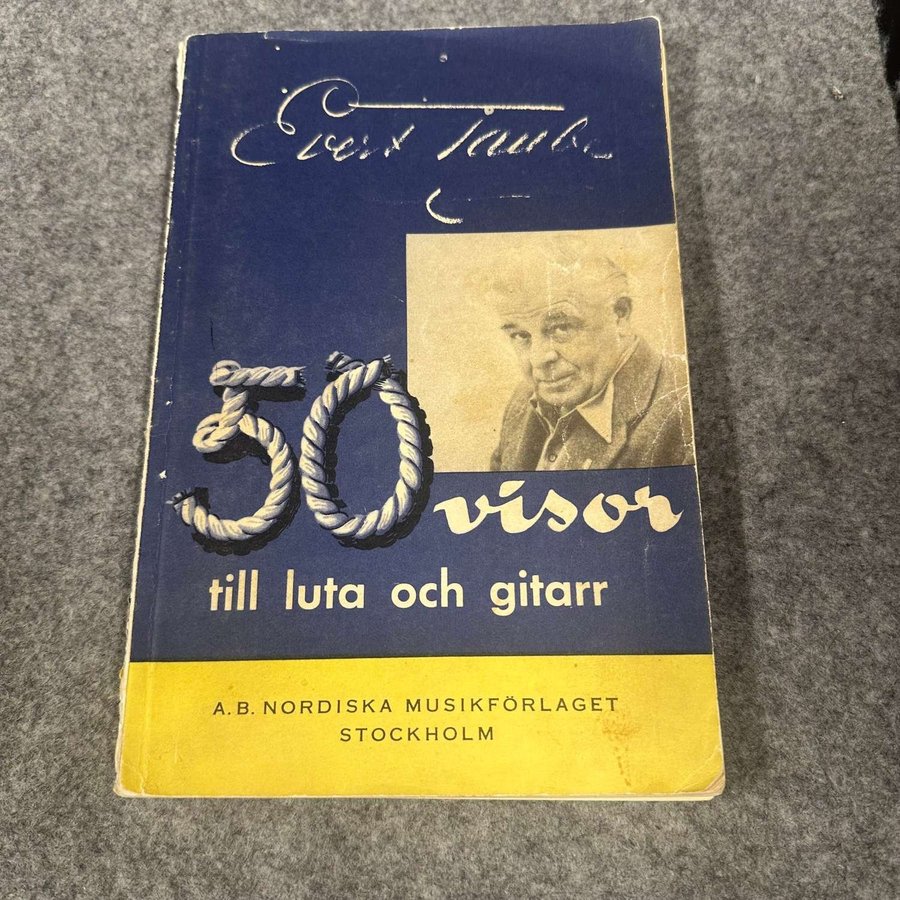 Evert Taube
50 visor
till luta och gitarr
A.B. NORDISKA MUSIKFÖRLAGET
STOCKHOLM